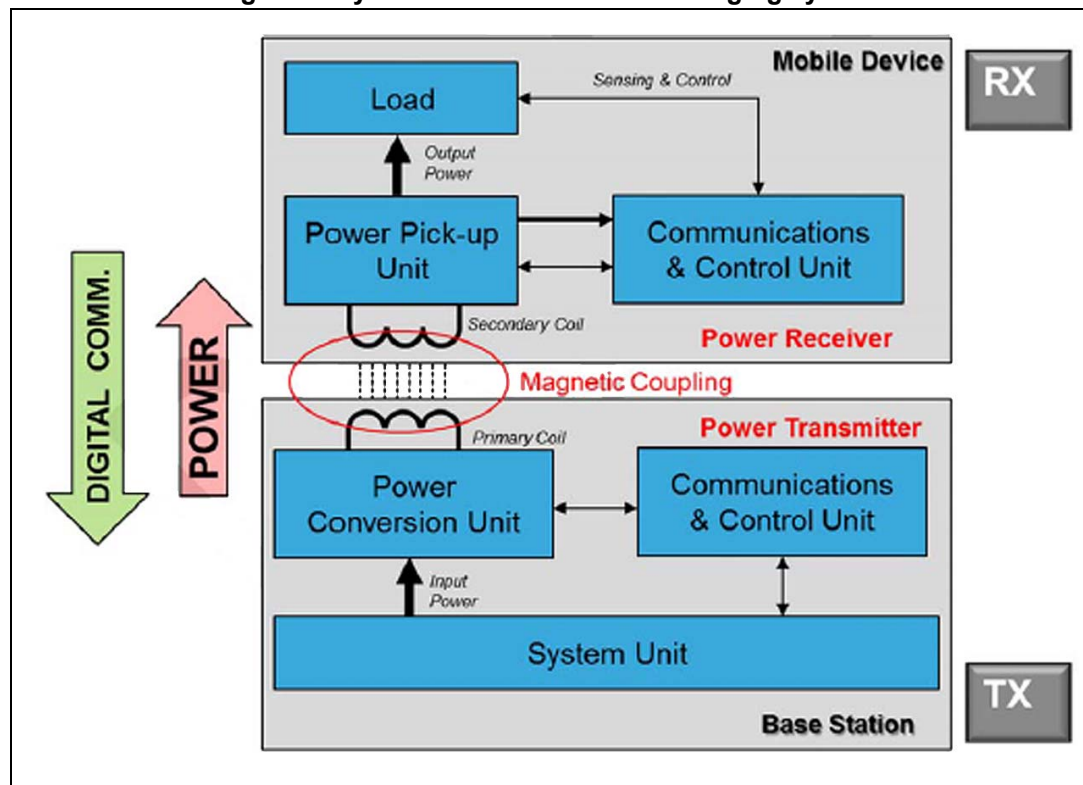 Mobile Device
RX
Load
Sensing & Control
Output
Power
Power Pick-up
Unit
Communications
& Control Unit
Secondary Coil
Power Receiver
DIGITAL COMM.
POWER
Magnetic Coupling
Power Transmitter
Primary Coil
Power
Conversion Unit
Communications
& Control Unit
Input
Power
System Unit
TX
Base Station